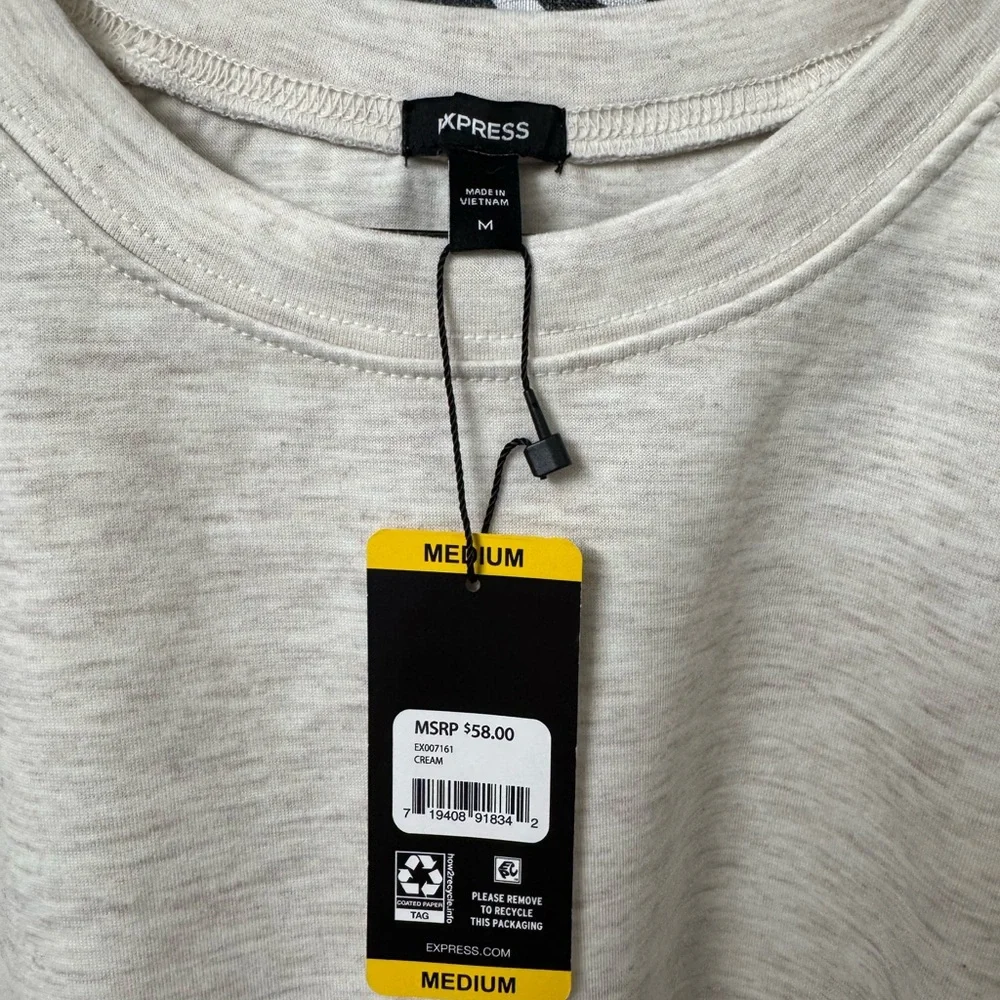 EXPRESS
MADE IN
VIETNAM
M
MEDIUM
MSRP $58.00
EX007161
CREAM
7 19408 91834 2
how2recycle.info
COATED PAPER
TAG
PLEASE REMOVE
TO RECYCLE
THIS PACKAGING
EXPRESS.COM
MEDIUM